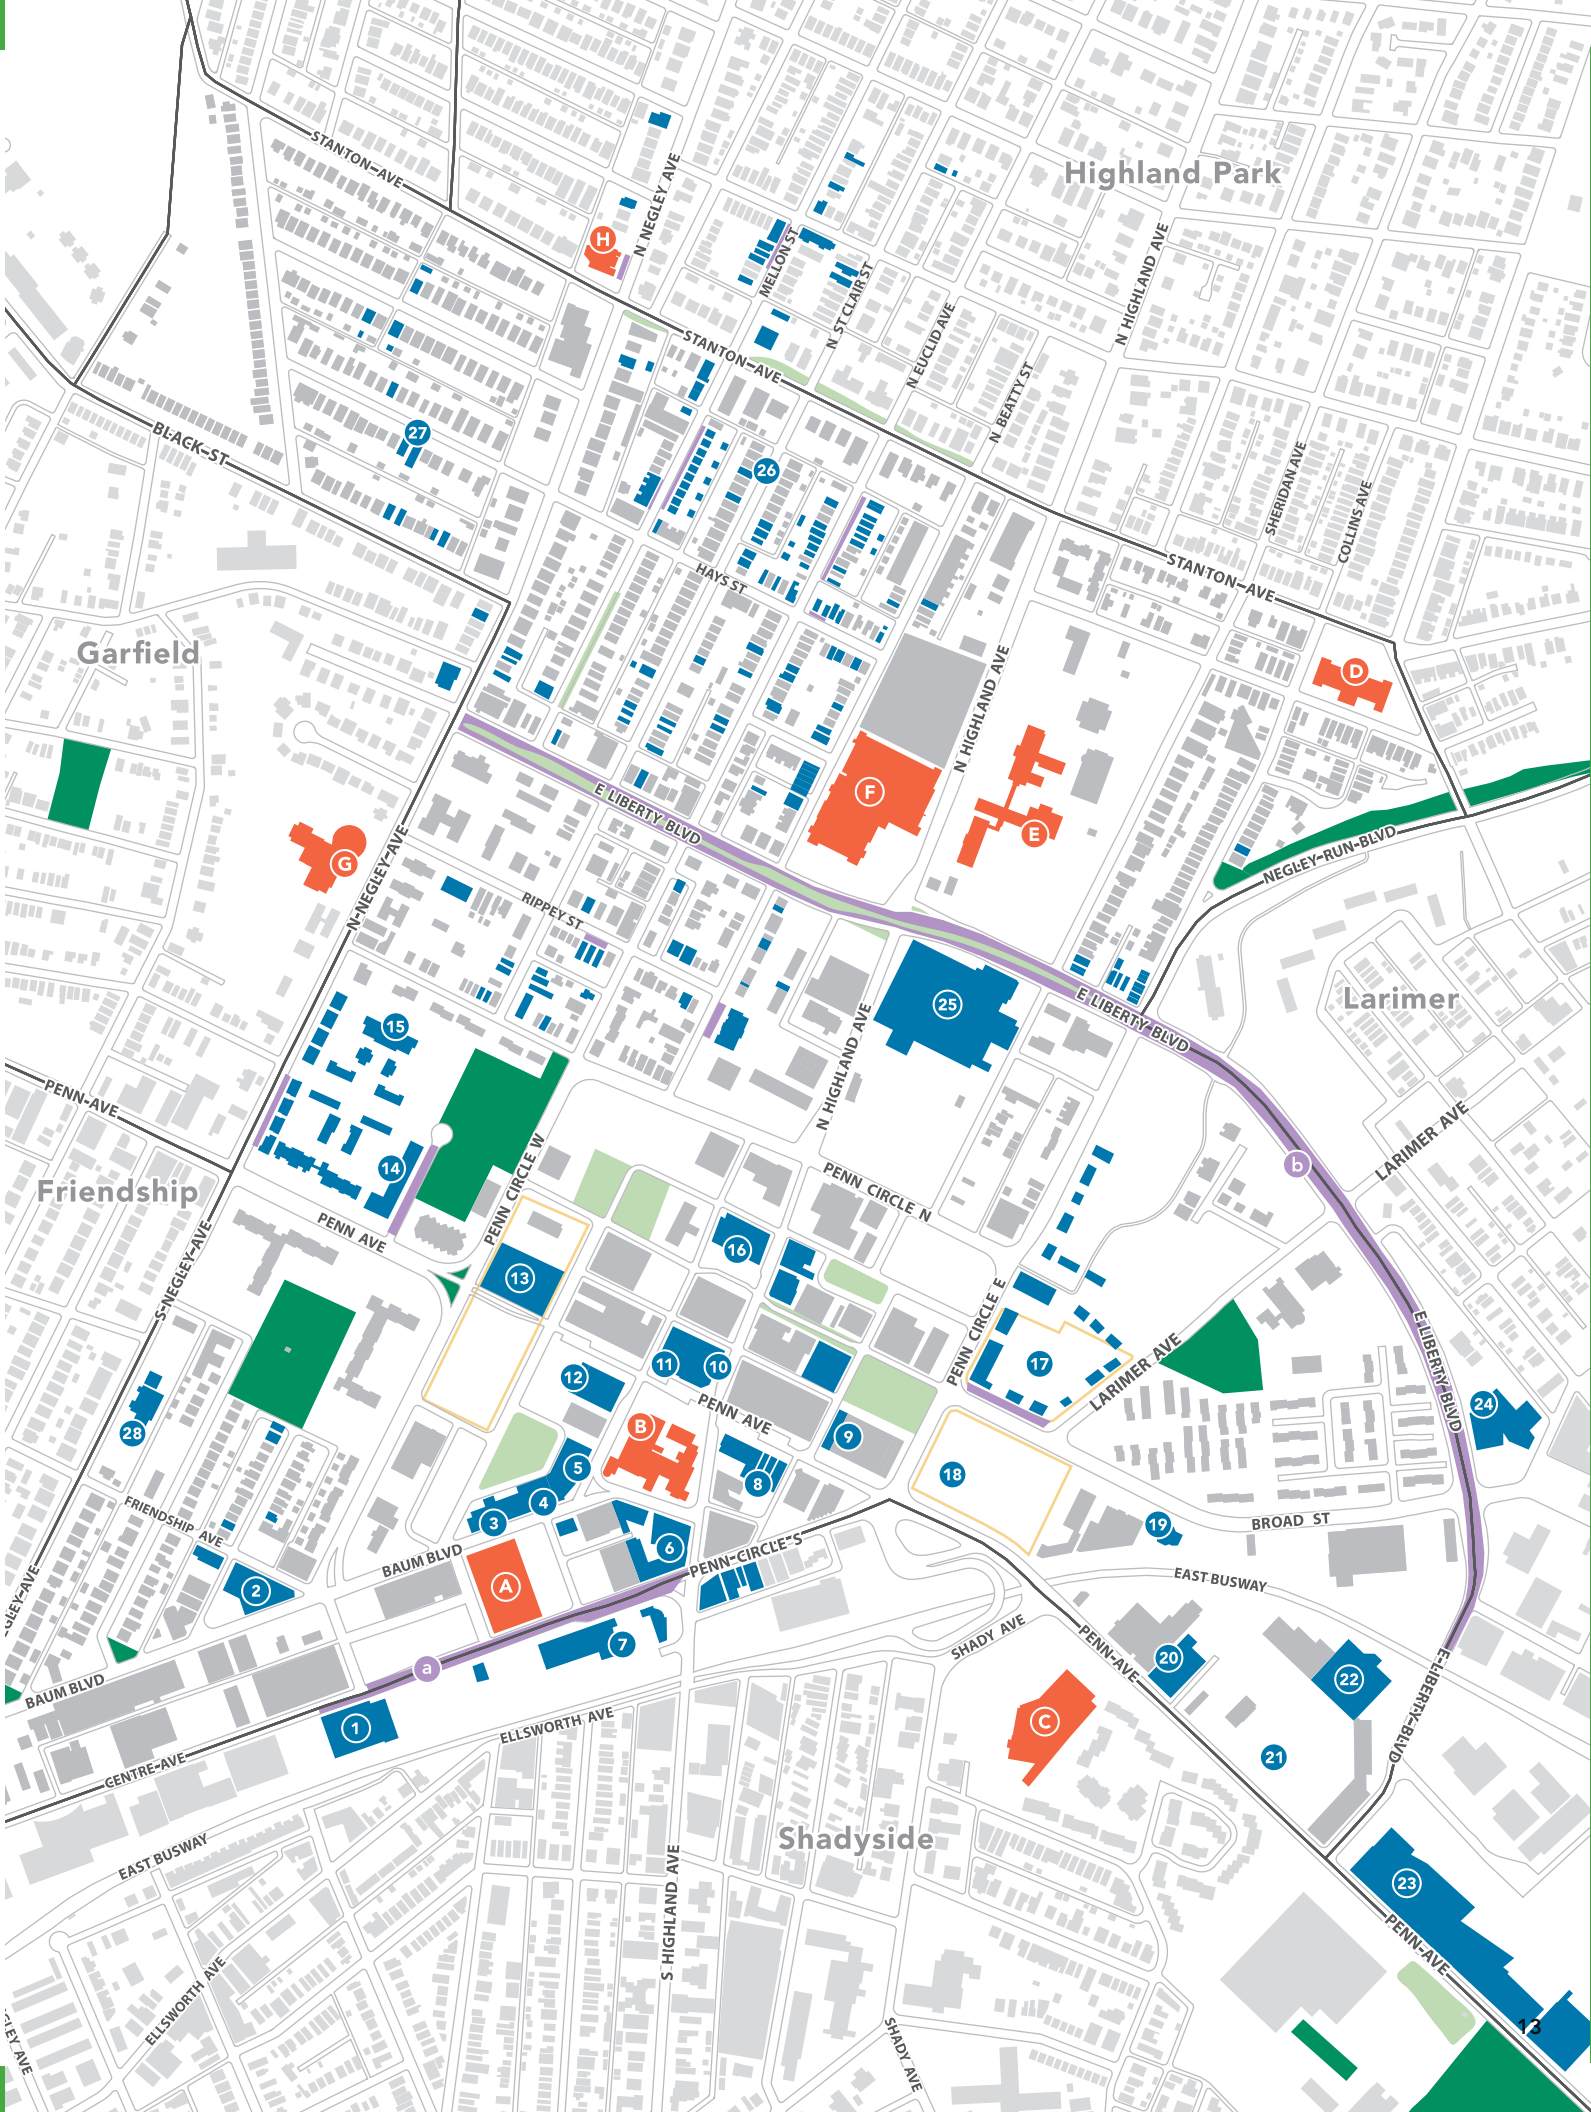 STANTON AVE
N NEGLEY AVE
Highland Park
H
MELLON ST
N ST CLAIR ST
N HIGHLAND AVE
N EUCLID AVE
STANTON AVE
N BEATTY ST
BLACK ST
27
26
SHERIDAN AVE
COLLINS AVE
STANTON AVE
HAYS ST
Garfield
D
N HIGHLAND AVE
F
E
E LIBERTY BLVD
G
N NEGLEY AVE
NEGLEY RUN BLVD
RIPPEY ST
Larimer
25
15
E LIBERTY BLVD
N HIGHLAND AVE
PENN AVE
LARIMER AVE
14
b
PENN CIRCLE W
PENN CIRCLE N
Friendship
PENN AVE
S NEGLEY AVE
16
13
PENN CIRCLE E
E LIBERTY BLVD
17
LARIMER AVE
11
10
12
PENN AVE
24
28
B
9
5
8
18
4
3
FRIENDSHIP AVE
19
BROAD ST
6
PENN CIRCLE S
BAUM BLVD
A
2
EAST BUSWAY
GLEY AVE
7
SHADY AVE
PENN AVE
20
22
a
BAUM BLVD
E LIBERTY BLVD
1
C
ELLSWORTH AVE
21
CENTRE AVE
Shadyside
EAST BUSWAY
S HIGHLAND AVE
23
PENN AVE
ELLSWORTH AVE
13
GLEY AVE
SHADY AVE